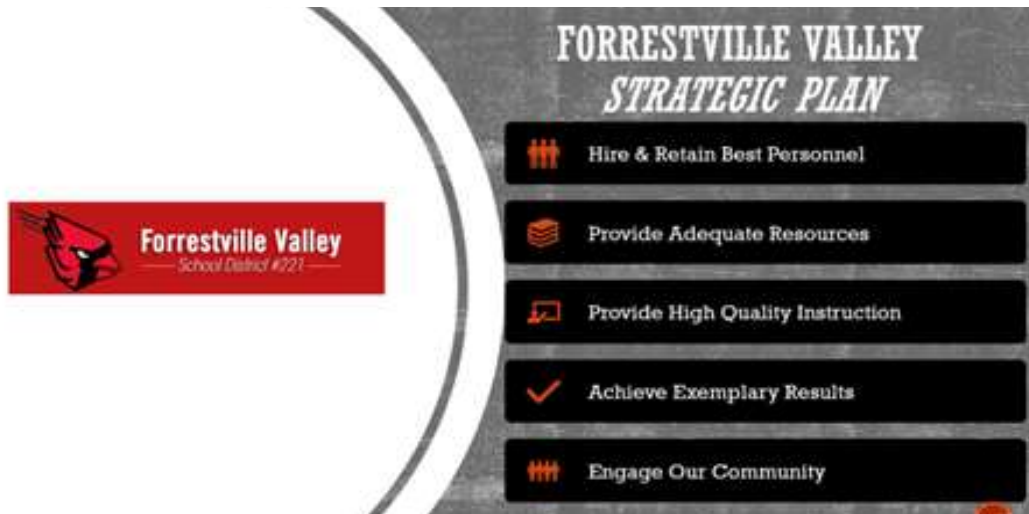 Forrestville Valley
School District #221
FORRESTVILLE VALLEY
STRATEGIC PLAN
Hire & Retain Best Personnel
Provide Adequate Resources
Provide High Quality Instruction
Achieve Exemplary Results
Engage Our Community